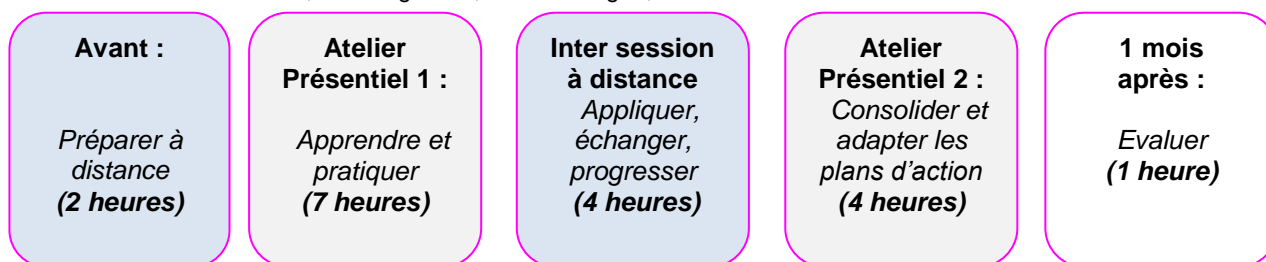 Avant :
Préparer à
distance
(2 heures)
Atelier
Présentiel 1 :
Apprendre et
pratiquer
(7 heures)
Inter session
à distance
Appliquer,
échanger,
progresser
(4 heures)
Atelier
Présentiel 2 :
Consolider et
adapter les
plans d'action
(4 heures)
1 mois
après :
Evaluer
(1 heure)